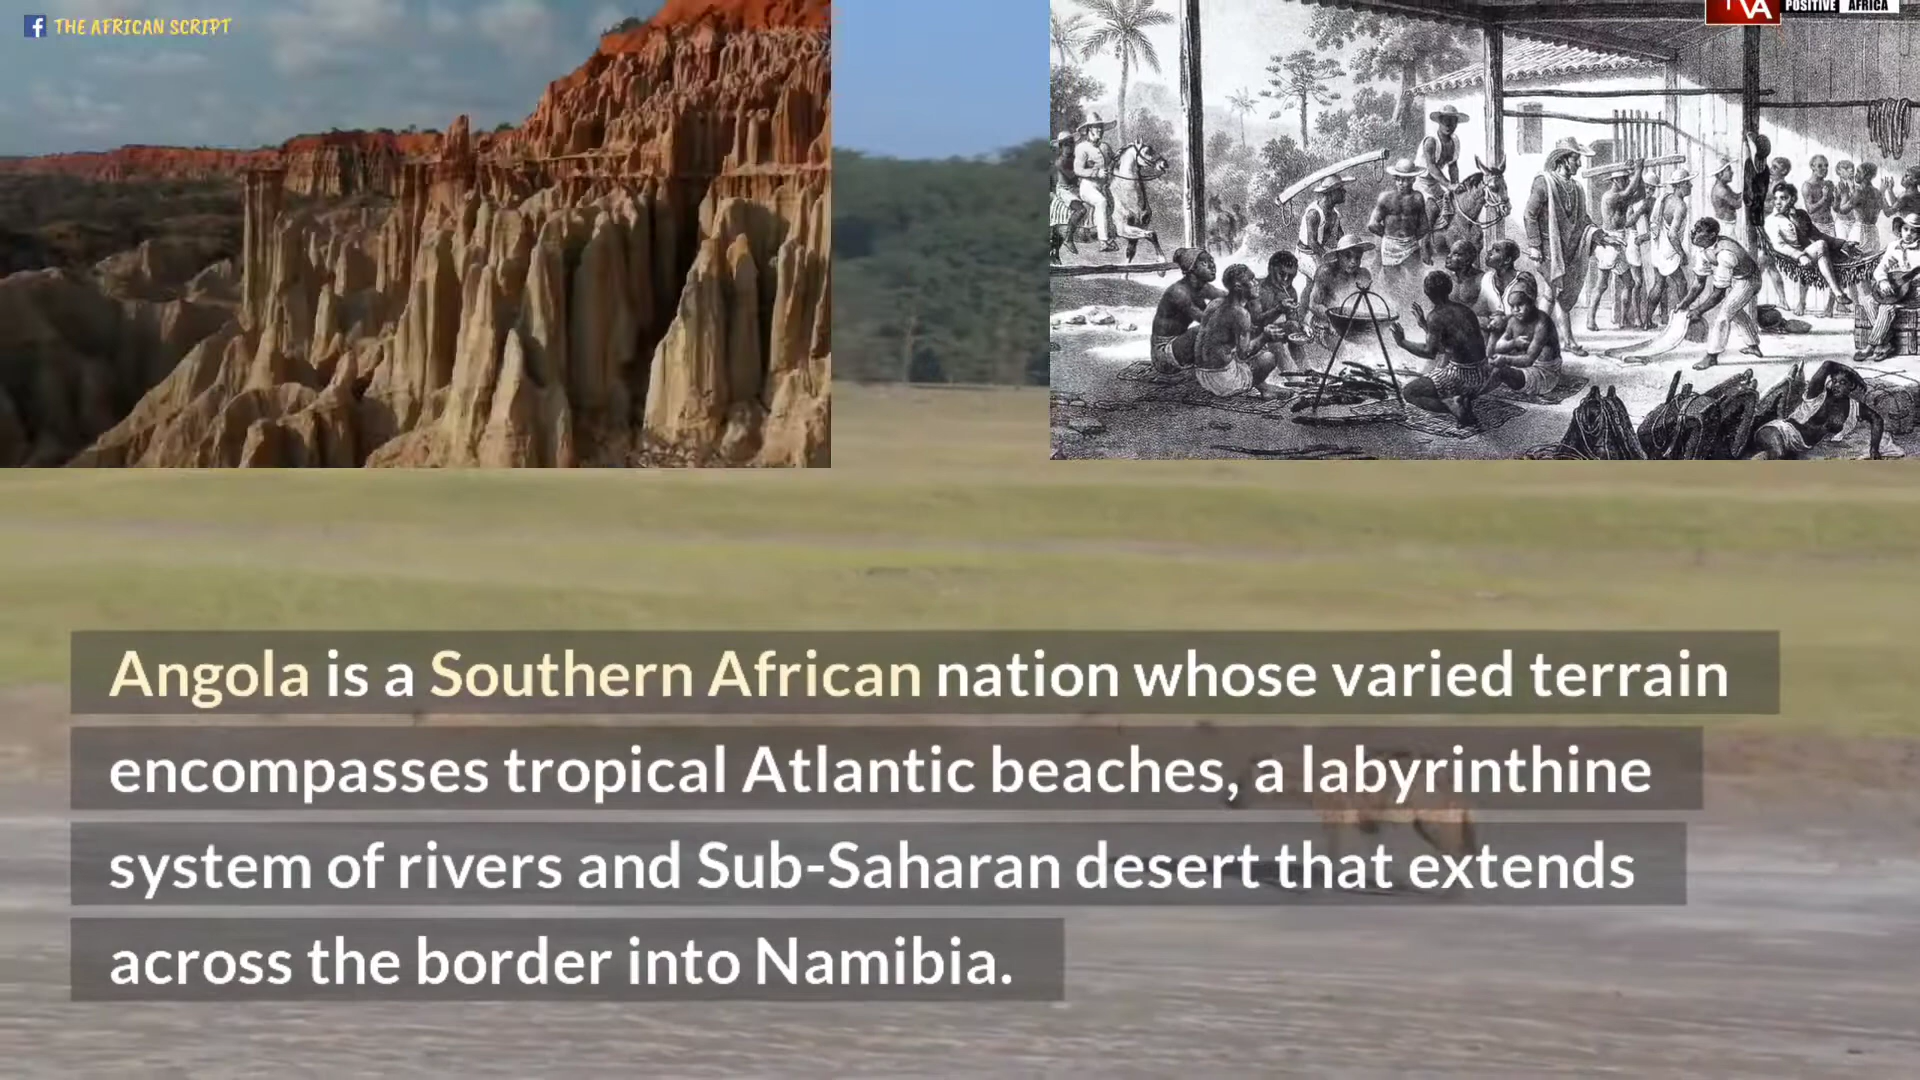 THE AFRICAN SCRIPT
POSITIVE AFRICA
Angola is a Southern African nation whose varied terrain
encompasses tropical Atlantic beaches, a labyrinthine
system of rivers and Sub-Saharan desert that extends
across the border into Namibia.